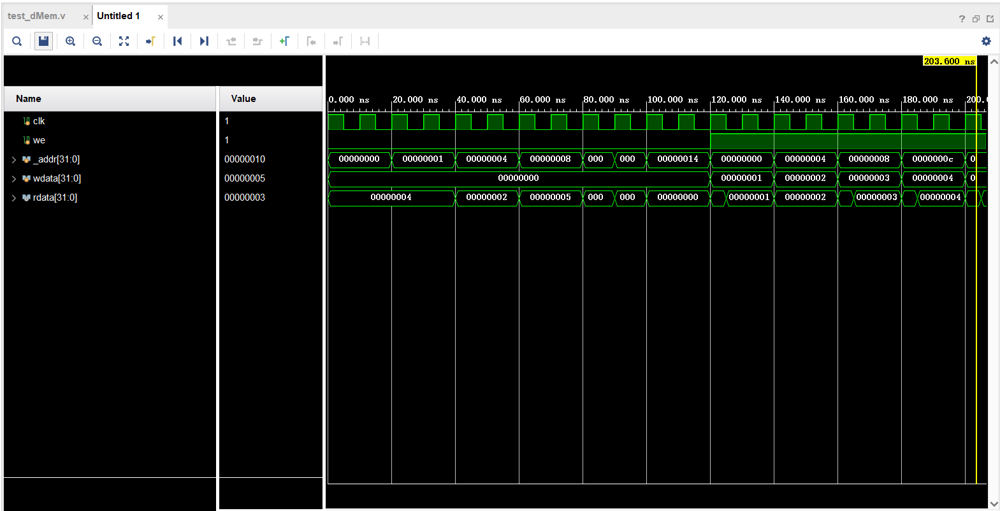 test_dMem.v × Untitled 1 ×
?
203.600 ns
Name Value
0.000 ns 20.000 ns 40.000 ns 60.000 ns 80.000 ns 100.000 ns 120.000 ns 140.000 ns 160.000 ns 180.000 ns 200.
clk 1
we 1
_addr[31:0] 00000010 00000000 00000001 00000004 00000008 000 000 00000014 00000000 00000004 00000008 0000000c 0
wdata[31:0] 00000005 00000000 00000001 00000002 00000003 00000004 0
rdata[31:0] 00000003 00000004 00000002 00000005 000 000 00000000 00000001 00000002 00000003 00000004